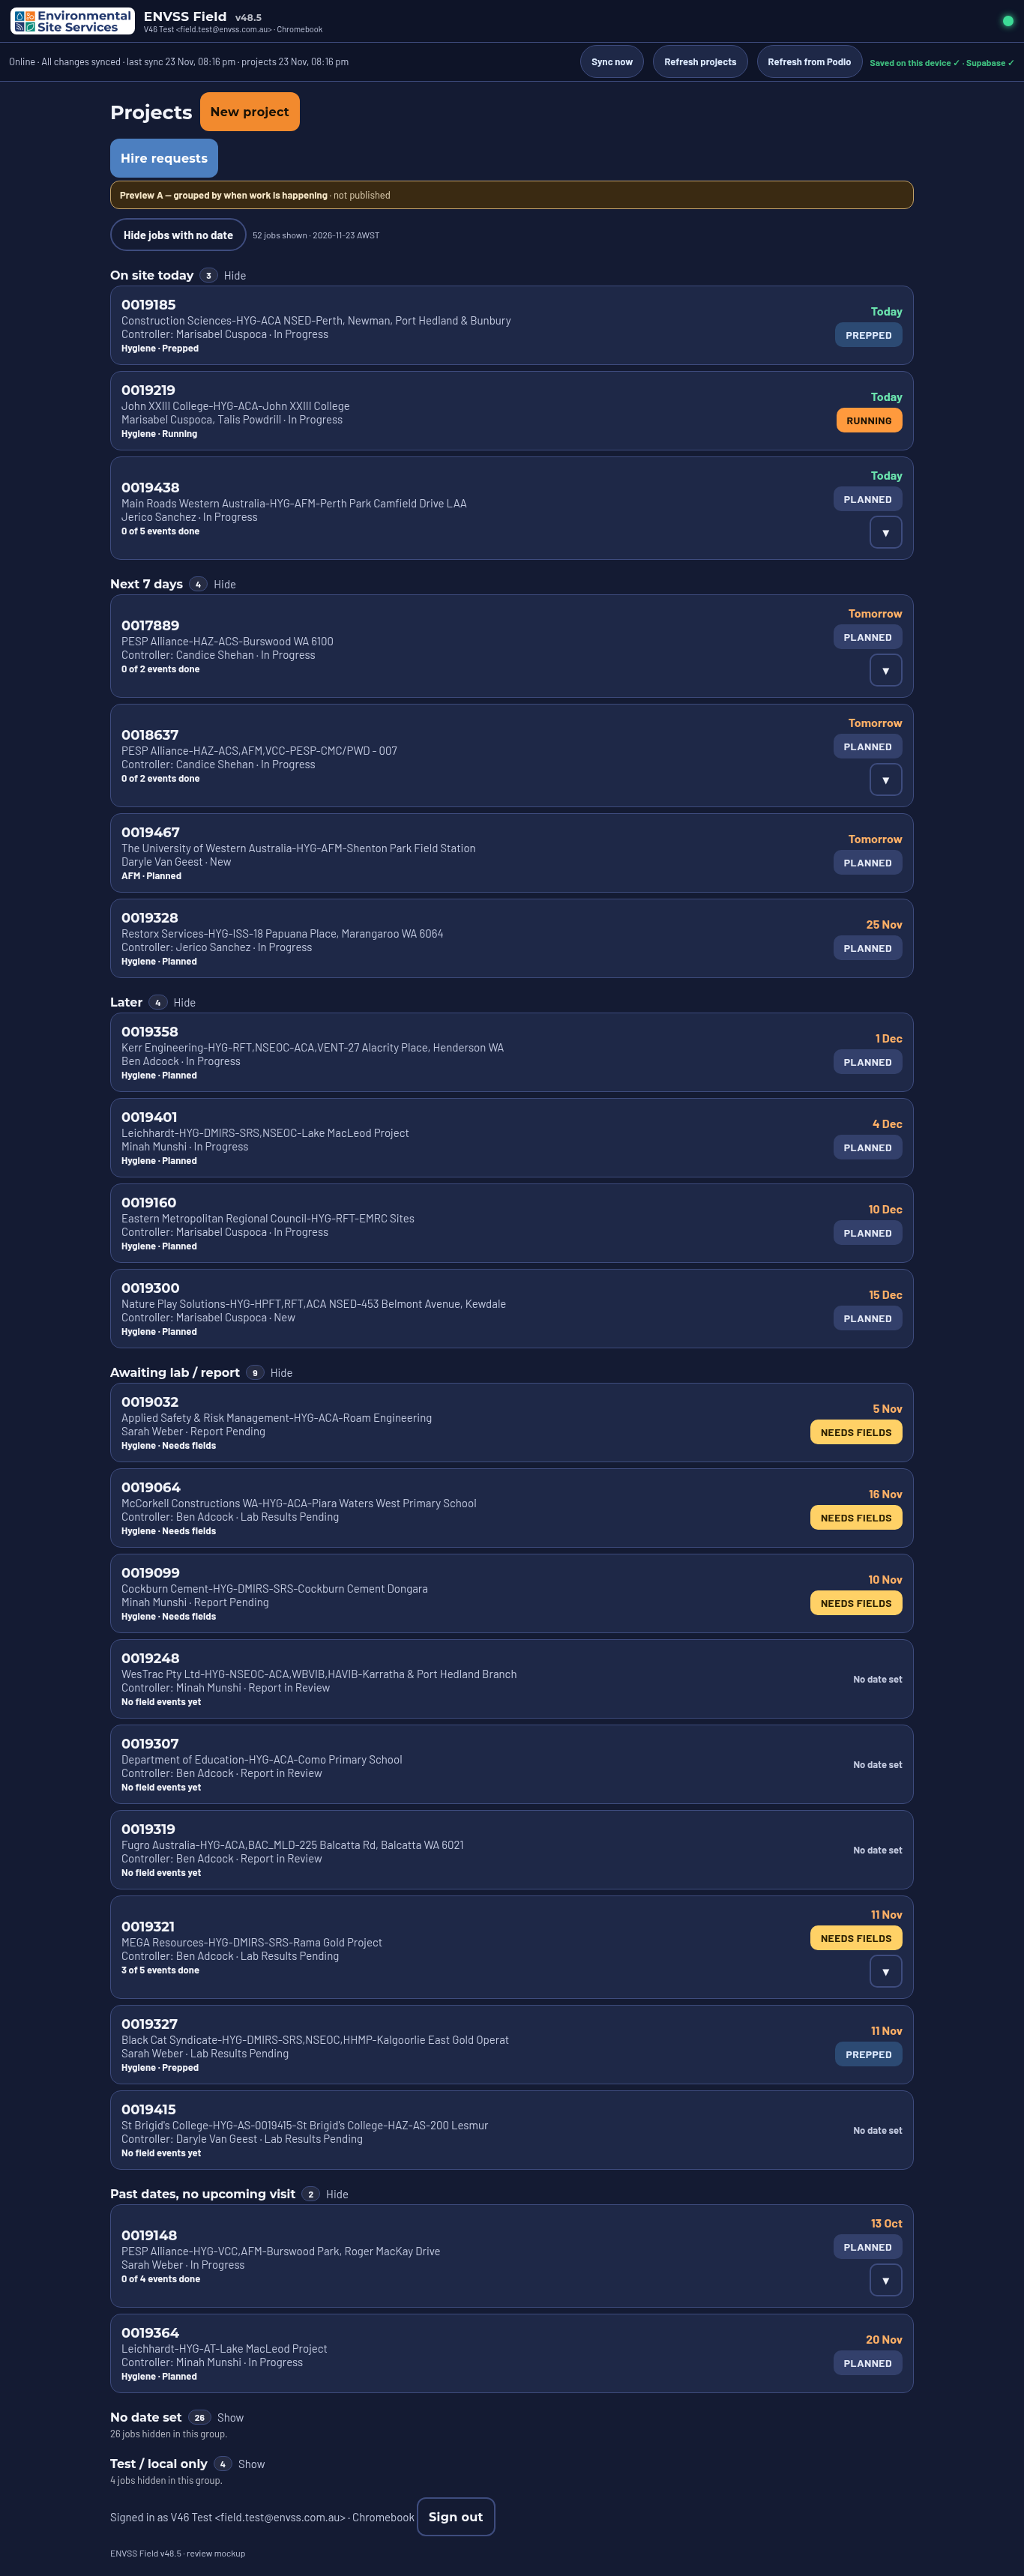 Environmental
Site Services
ENVSS Field v48.5
V46 Test <field.test@envss.com.au> · Chromebook
Online · All changes synced · last sync 23 Nov, 08:16 pm · projects 23 Nov, 08:16 pm
Sync now
Refresh projects
Refresh from Podio
Saved on this device ✓ · Supabase ✓
Projects
New project
Hire requests
Preview A — grouped by when work is happening · not published
Hide jobs with no date
52 jobs shown · 2026-11-23 AWST
On site today 3 Hide
0019185
Construction Sciences-HYG-ACA NSED-Perth, Newman, Port Hedland & Bunbury
Controller: Marisabel Cuspoca · In Progress
Hygiene · Prepped
Today
PREPPED
0019219
John XXIII College-HYG-ACA-John XXIII College
Marisabel Cuspoca, Talis Powdrill · In Progress
Hygiene · Running
Today
RUNNING
0019438
Main Roads Western Australia-HYG-AFM-Perth Park Camfield Drive LAA
Jerico Sanchez · In Progress
0 of 5 events done
Today
PLANNED
▼
Next 7 days 4 Hide
0017889
PESP Alliance-HAZ-ACS-Burswood WA 6100
Controller: Candice Shehan · In Progress
0 of 2 events done
Tomorrow
PLANNED
▼
0018637
PESP Alliance-HAZ-ACS,AFM,VCC-PESP-CMC/PWD - 007
Controller: Candice Shehan · In Progress
0 of 2 events done
Tomorrow
PLANNED
▼
0019467
The University of Western Australia-HYG-AFM-Shenton Park Field Station
Daryle Van Geest · New
AFM · Planned
Tomorrow
PLANNED
0019328
Restorx Services-HYG-ISS-18 Papuana Place, Marangaroo WA 6064
Controller: Jerico Sanchez · In Progress
Hygiene · Planned
25 Nov
PLANNED
Later 4 Hide
0019358
Kerr Engineering-HYG-RFT,NSEOC-ACA,VENT-27 Alacrity Place, Henderson WA
Ben Adcock · In Progress
Hygiene · Planned
1 Dec
PLANNED
0019401
Leichhardt-HYG-DMIRS-SRS,NSEOC-Lake MacLeod Project
Minah Munshi · In Progress
Hygiene · Planned
4 Dec
PLANNED
0019160
Eastern Metropolitan Regional Council-HYG-RFT-EMRC Sites
Controller: Marisabel Cuspoca · In Progress
Hygiene · Planned
10 Dec
PLANNED
0019300
Nature Play Solutions-HYG-HPFT,RFT,ACA NSED-453 Belmont Avenue, Kewdale
Controller: Marisabel Cuspoca · New
Hygiene · Planned
15 Dec
PLANNED
Awaiting lab / report 9 Hide
0019032
Applied Safety & Risk Management-HYG-ACA-Roam Engineering
Sarah Weber · Report Pending
Hygiene · Needs fields
5 Nov
NEEDS FIELDS
0019064
McCorkell Constructions WA-HYG-ACA-Piara Waters West Primary School
Controller: Ben Adcock · Lab Results Pending
Hygiene · Needs fields
16 Nov
NEEDS FIELDS
0019099
Cockburn Cement-HYG-DMIRS-SRS-Cockburn Cement Dongara
Minah Munshi · Report Pending
Hygiene · Needs fields
10 Nov
NEEDS FIELDS
0019248
WesTrac Pty Ltd-HYG-NSEOC-ACA,WBVIB,HAVIB-Karratha & Port Hedland Branch
Controller: Minah Munshi · Report in Review
No field events yet
No date set
0019307
Department of Education-HYG-ACA-Como Primary School
Controller: Ben Adcock · Report in Review
No field events yet
No date set
0019319
Fugro Australia-HYG-ACA,BAC_MLD-225 Balcatta Rd, Balcatta WA 6021
Controller: Ben Adcock · Report in Review
No field events yet
No date set
0019321
MEGA Resources-HYG-DMIRS-SRS-Rama Gold Project
Controller: Ben Adcock · Lab Results Pending
3 of 5 events done
11 Nov
NEEDS FIELDS
▼
0019327
Black Cat Syndicate-HYG-DMIRS-SRS,NSEOC,HHMP-Kalgoorlie East Gold Operat
Sarah Weber · Lab Results Pending
Hygiene · Prepped
11 Nov
PREPPED
0019415
St Brigid's College-HYG-AS-0019415-St Brigid's College-HAZ-AS-200 Lesmur
Controller: Daryle Van Geest · Lab Results Pending
No field events yet
No date set
Past dates, no upcoming visit 2 Hide
0019148
PESP Alliance-HYG-VCC,AFM-Burswood Park, Roger MacKay Drive
Sarah Weber · In Progress
0 of 4 events done
13 Oct
PLANNED
▼
0019364
Leichhardt-HYG-AT-Lake MacLeod Project
Controller: Minah Munshi · In Progress
Hygiene · Planned
20 Nov
PLANNED
No date set 26 Show
26 jobs hidden in this group.
Test / local only 4 Show
4 jobs hidden in this group.
Signed in as V46 Test <field.test@envss.com.au> · Chromebook Sign out
ENVSS Field v48.5 · review mockup